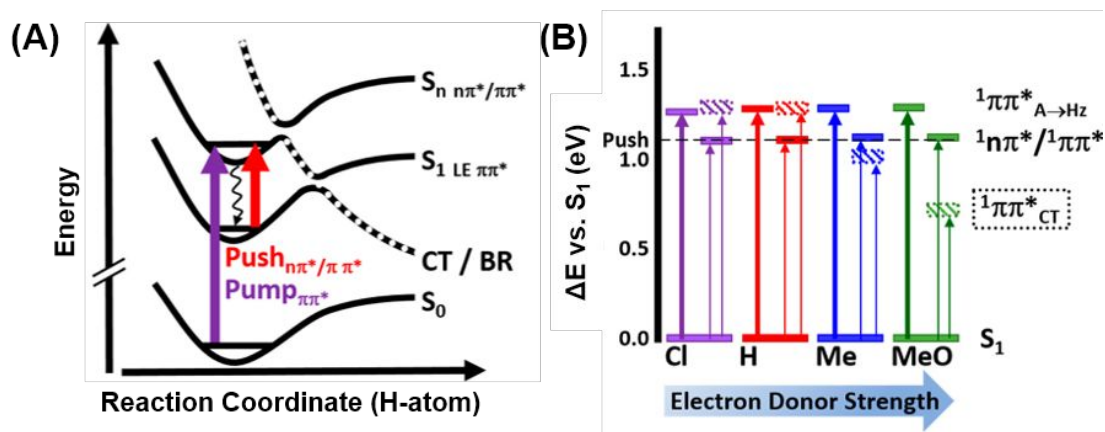 (A)
Energy
S_n nπ*/ππ*
S_1 LE ππ*
Push_nπ*/π π*
Pump_ππ*
CT / BR
S_0
Reaction Coordinate (H-atom)
(B)
ΔE vs. S_1 (eV)
1.5
Push
1.0
0.5
0.0
^1ππ*_A→Hz
^1nπ*/^1ππ*
^1ππ*_CT
S_1
Cl H Me MeO
Electron Donor Strength